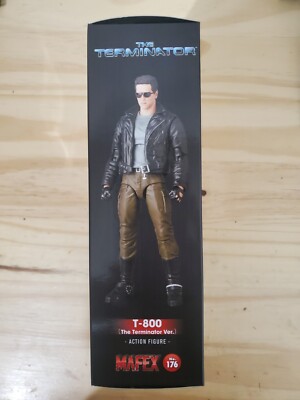 THE
TERMINATOR
T-800
(The Terminator Ver.)
- ACTION FIGURE -
MAFEX
No.
176